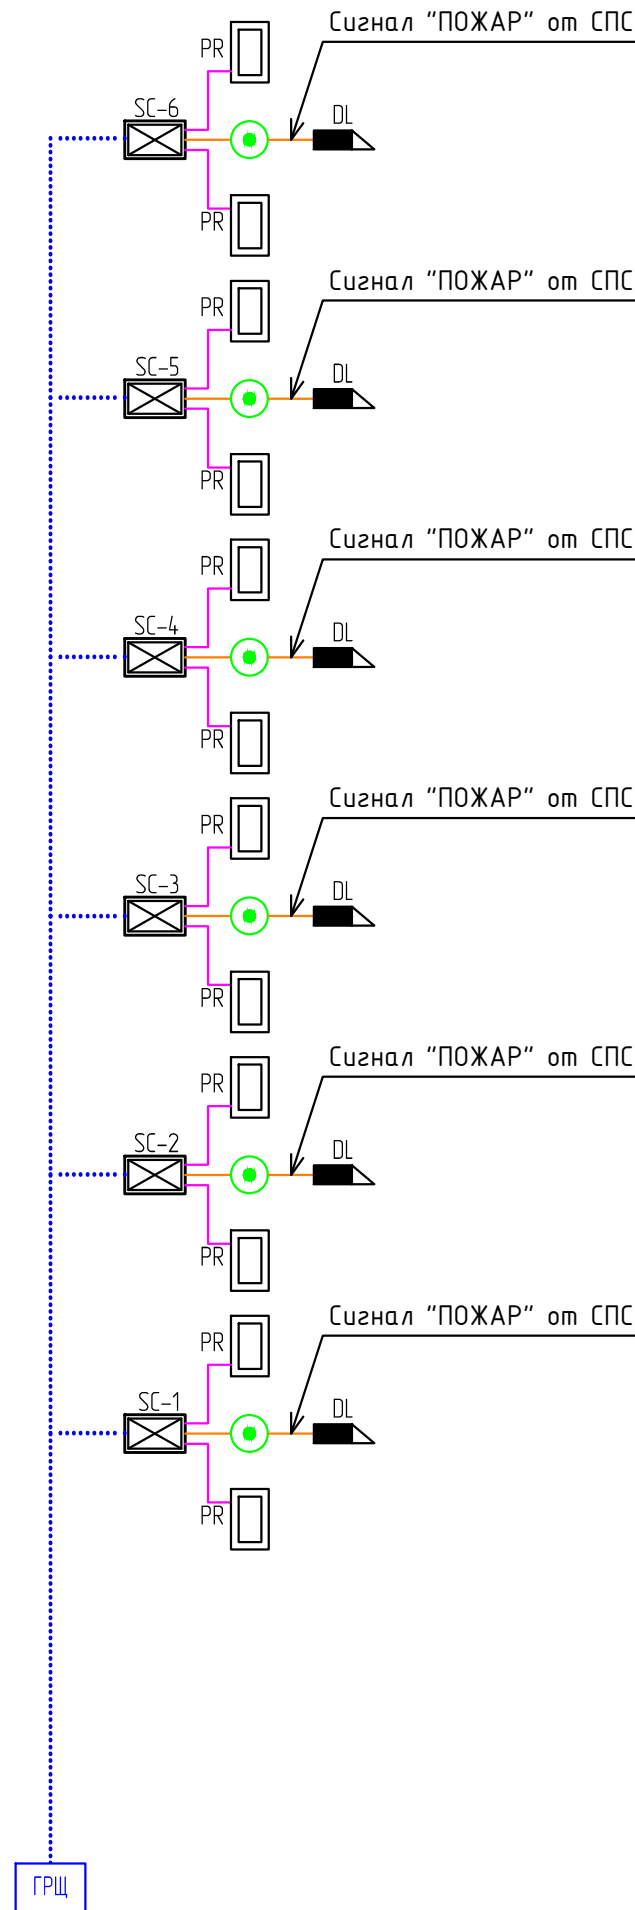 Сигнал "ПОЖАР" от СПС
PR
SC-6
DL
PR
Сигнал "ПОЖАР" от СПС
PR
SC-5
DL
PR
Сигнал "ПОЖАР" от СПС
PR
SC-4
DL
PR
Сигнал "ПОЖАР" от СПС
PR
SC-3
DL
PR
Сигнал "ПОЖАР" от СПС
PR
SC-2
DL
PR
Сигнал "ПОЖАР" от СПС
PR
SC-1
DL
PR
ГРЩ